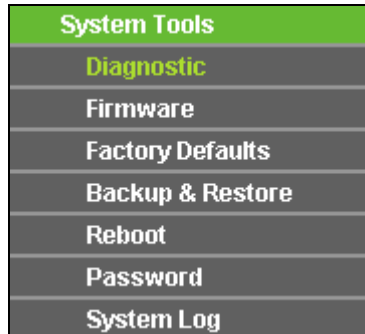 System Tools
Diagnostic
Firmware
Factory Defaults
Backup & Restore
Reboot
Password
System Log